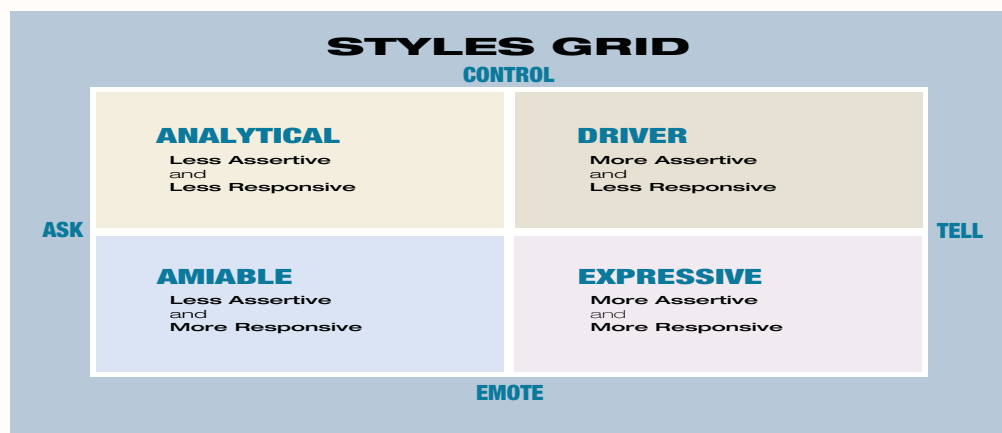 STYLES GRID
CONTROL
ANALYTICAL
Less Assertive
and
Less Responsive
DRIVER
More Assertive
and
Less Responsive
ASK
TELL
AMIABLE
Less Assertive
and
More Responsive
EXPRESSIVE
More Assertive
and
More Responsive
EMOTE